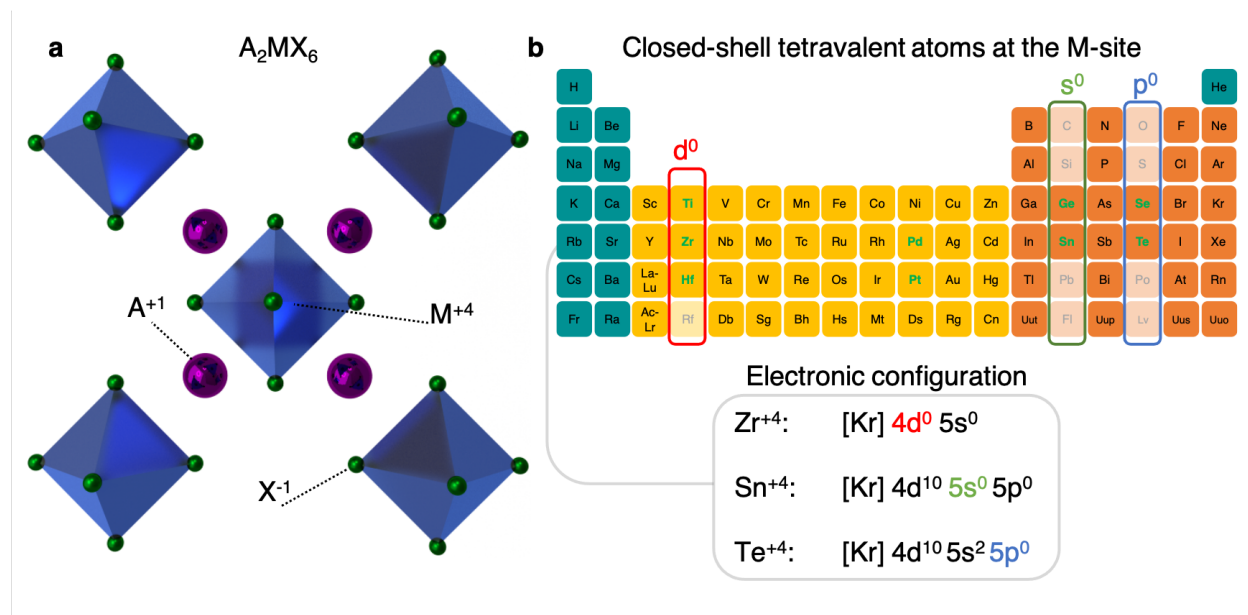 a
A₂MX₆
A⁺¹
M⁺⁴
X⁻¹
b
Closed-shell tetravalent atoms at the M-site
s⁰
p⁰
d⁰
H He
Li Be B C N O F Ne
Na Mg Al Si P S Cl Ar
K Ca Sc Ti V Cr Mn Fe Co Ni Cu Zn Ga Ge As Se Br Kr
Rb Sr Y Zr Nb Mo Tc Ru Rh Pd Ag Cd In Sn Sb Te I Xe
Cs Ba La-Lu Hf Ta W Re Os Ir Pt Au Hg Tl Pb Bi Po At Rn
Fr Ra Ac-Lr Rf Db Sg Bh Hs Mt Ds Rg Cn Uut Fl Uup Lv Uus Uuo
Electronic configuration
Zr⁺⁴: [Kr] 4d⁰ 5s⁰
Sn⁺⁴: [Kr] 4d¹⁰ 5s⁰ 5p⁰
Te⁺⁴: [Kr] 4d¹⁰ 5s² 5p⁰